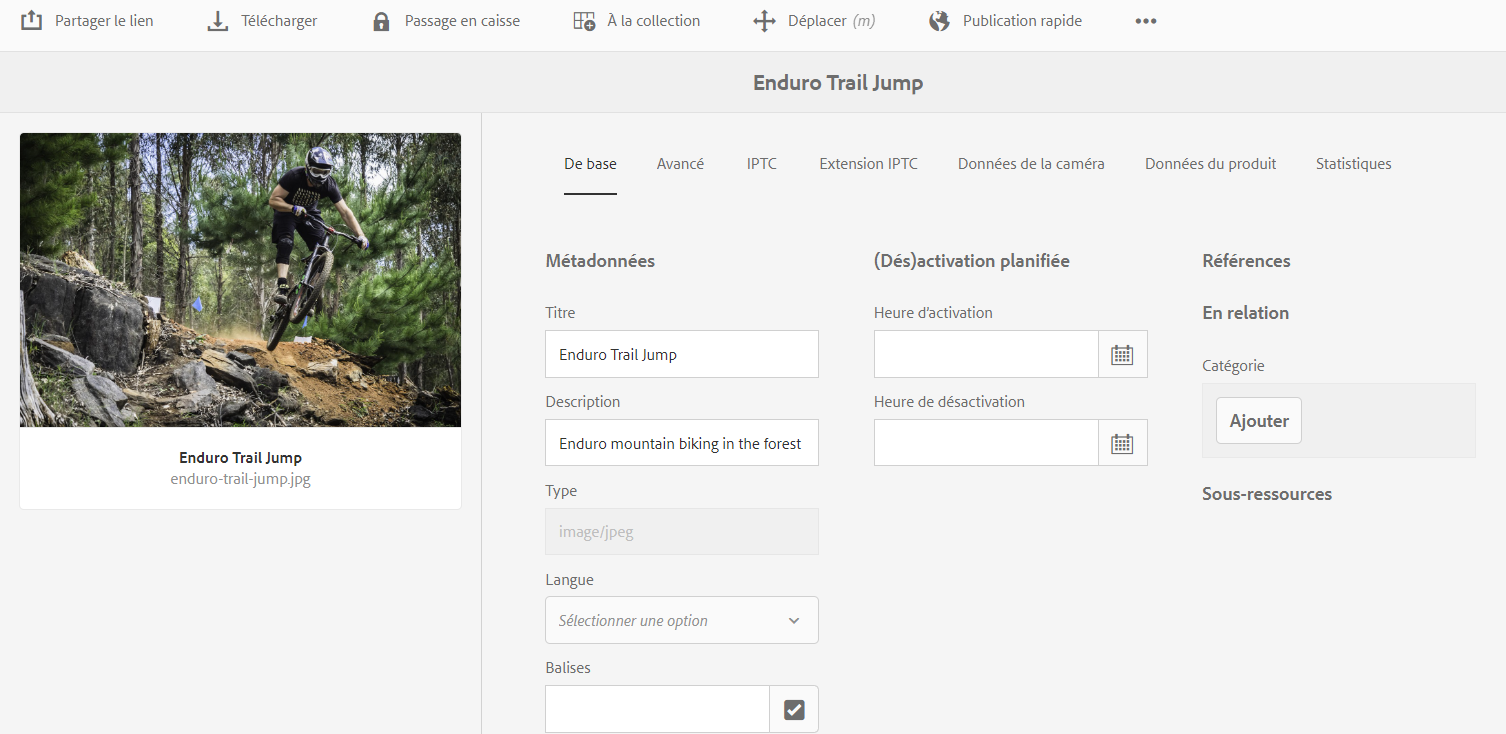 Partager le lien
Télécharger
Passage en caisse
À la collection
Déplacer (m)
Publication rapide
Enduro Trail Jump
Enduro Trail Jump
enduro-trail-jump.jpg
De base
Avancé
IPTC
Extension IPTC
Données de la caméra
Données du produit
Statistiques
Métadonnées
Titre
Enduro Trail Jump
Description
Enduro mountain biking in the forest
Type
image/jpeg
Langue
Sélectionner une option
Balises
(Dés)activation planifiée
Heure d’activation
Heure de désactivation
Références
En relation
Catégorie
Ajouter
Sous-ressources